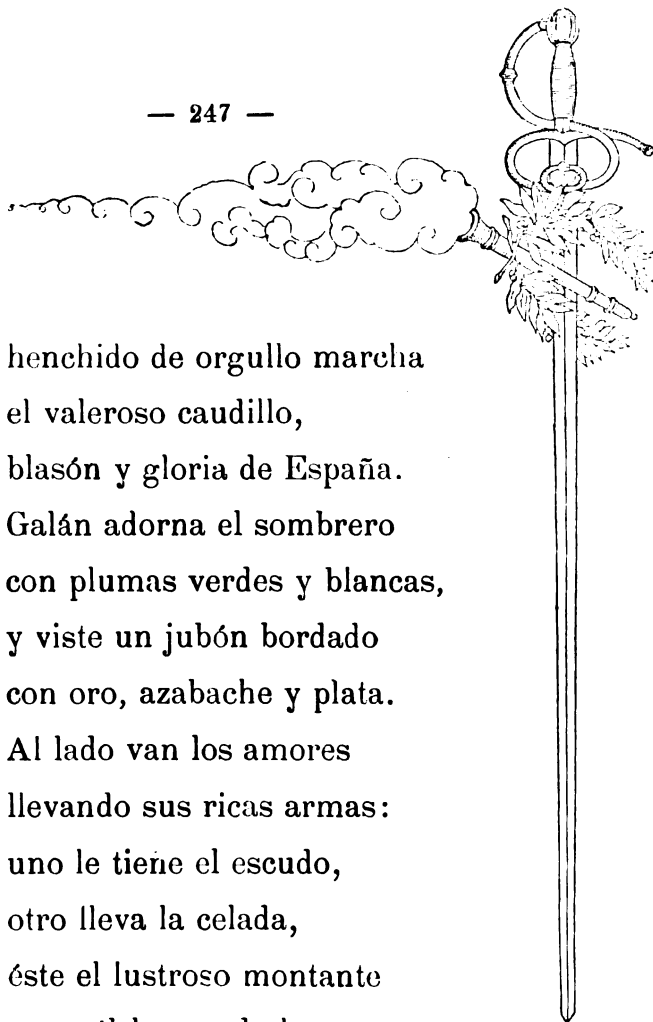 — 247 —
henchido de orgullo marcha
el valeroso caudillo,
blasón y gloria de España.
Galán adorna el sombrero
con plumas verdes y blancas,
y viste un jubón bordado
con oro, azabache y plata.
Al lado van los amores
llevando sus ricas armas:
uno le tiene el escudo,
otro lleva la celada,
éste el lustroso montante